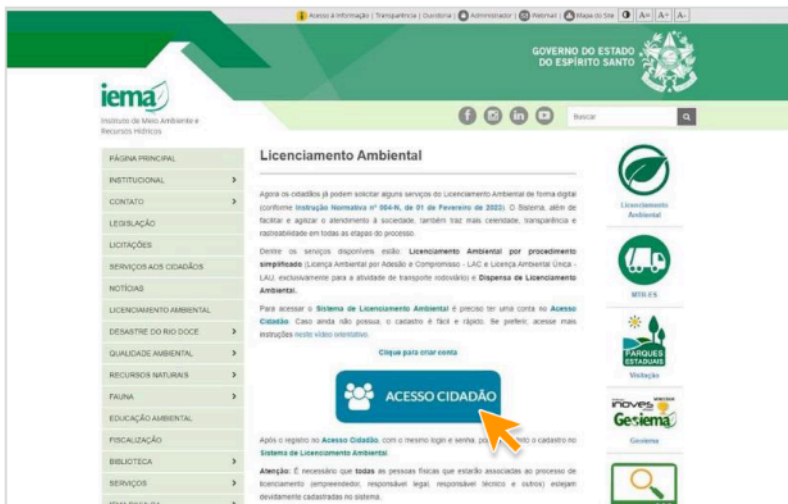 Acesso à Informação | Transparência | Ouvidoria | Administrador | Webmail | Mapa do Site A= A+ A-
GOVERNO DO ESTADO
DO ESPÍRITO SANTO
iema
Instituto de Meio Ambiente e
Recursos Hídricos
Buscar
PÁGINA PRINCIPAL
INSTITUCIONAL
CONTATO
LEGISLAÇÃO
LICITAÇÕES
SERVIÇOS AOS CIDADÃOS
NOTÍCIAS
LICENCIAMENTO AMBIENTAL
DESASTRE DO RIO DOCE
QUALIDADE AMBIENTAL
RECURSOS NATURAIS
FAUNA
EDUCAÇÃO AMBIENTAL
FISCALIZAÇÃO
BIBLIOTECA
SERVIÇOS
Licenciamento Ambiental
Agora os cidadãos já podem solicitar alguns serviços do Licenciamento Ambiental de forma digital
(conforme Instrução Normativa nº 004-N, de 01 de Fevereiro de 2023). O Sistema, além de
facilitar e agilizar o atendimento à sociedade, também traz mais celeridade, transparência e
rastreabilidade em todas as etapas do processo.
Dentre os serviços disponíveis estão: Licenciamento Ambiental por procedimento
simplificado (Licença Ambiental por Adesão e Compromisso - LAC e Licença Ambiental Única -
LAU, exclusivamente para a atividade de transporte rodoviário) e Dispensa de Licenciamento
Ambiental.
Para acessar o Sistema de Licenciamento Ambiental é preciso ter uma conta no Acesso
Cidadão. Caso ainda não possua, o cadastro é fácil e rápido. Se preferir, acesse mais
instruções neste vídeo orientativo.
Clique para criar conta
ACESSO CIDADÃO
Após o registro no Acesso Cidadão, com o mesmo login e senha, o cadastro no
Sistema de Licenciamento Ambiental.
Atenção: É necessário que todas as pessoas físicas que estarão associadas ao processo de
licenciamento (empreendedor, responsável legal, responsável técnico e outros) estejam
devidamente cadastradas no sistema.
Licenciamento
Ambiental
MTR-ES
PARQUES
ESTADUAIS
Visitação
inoves
Gesiema
Gesiema